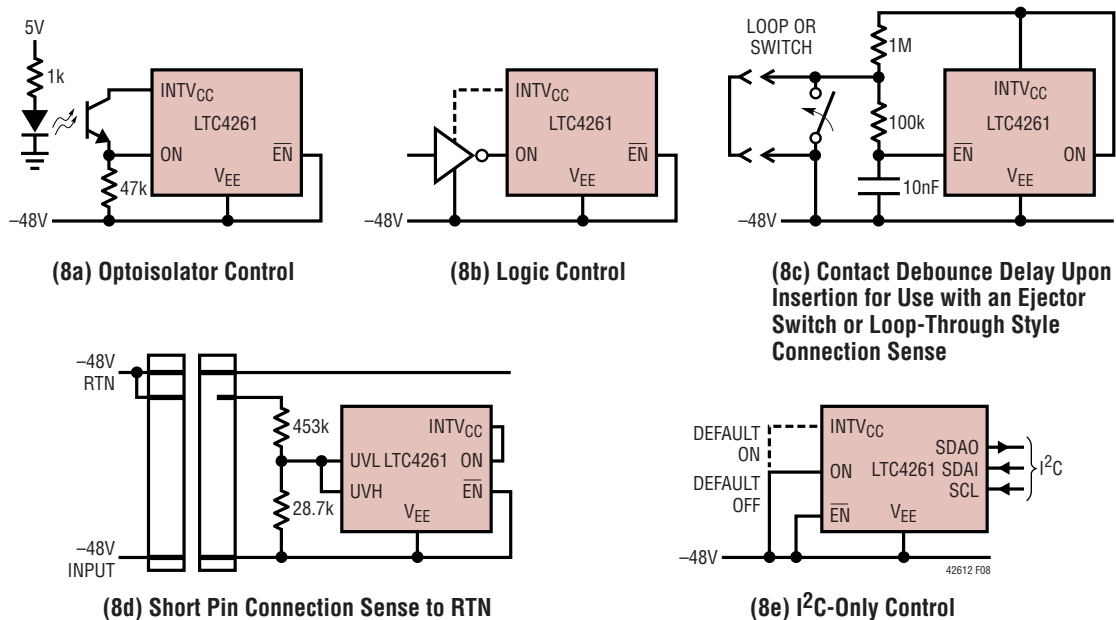 5V
1k
INTVCC
LTC4261
ON
EN
47k
VEE
–48V
(8a) Optoisolator Control
INTVCC
LTC4261
ON
EN
VEE
–48V
(8b) Logic Control
LOOP OR
SWITCH
1M
INTVCC
LTC4261
100k
EN
ON
VEE
10nF
–48V
(8c) Contact Debounce Delay Upon
Insertion for Use with an Ejector
Switch or Loop-Through Style
Connection Sense
–48V
RTN
453k
INTVCC
UVL LTC4261 ON
UVH
EN
28.7k
VEE
–48V
INPUT
(8d) Short Pin Connection Sense to RTN
DEFAULT
ON
INTVCC
SDAO
ON LTC4261 SDAI
I2C
DEFAULT
OFF
SCL
EN
VEE
–48V
42612 F08
(8e) I2C-Only Control